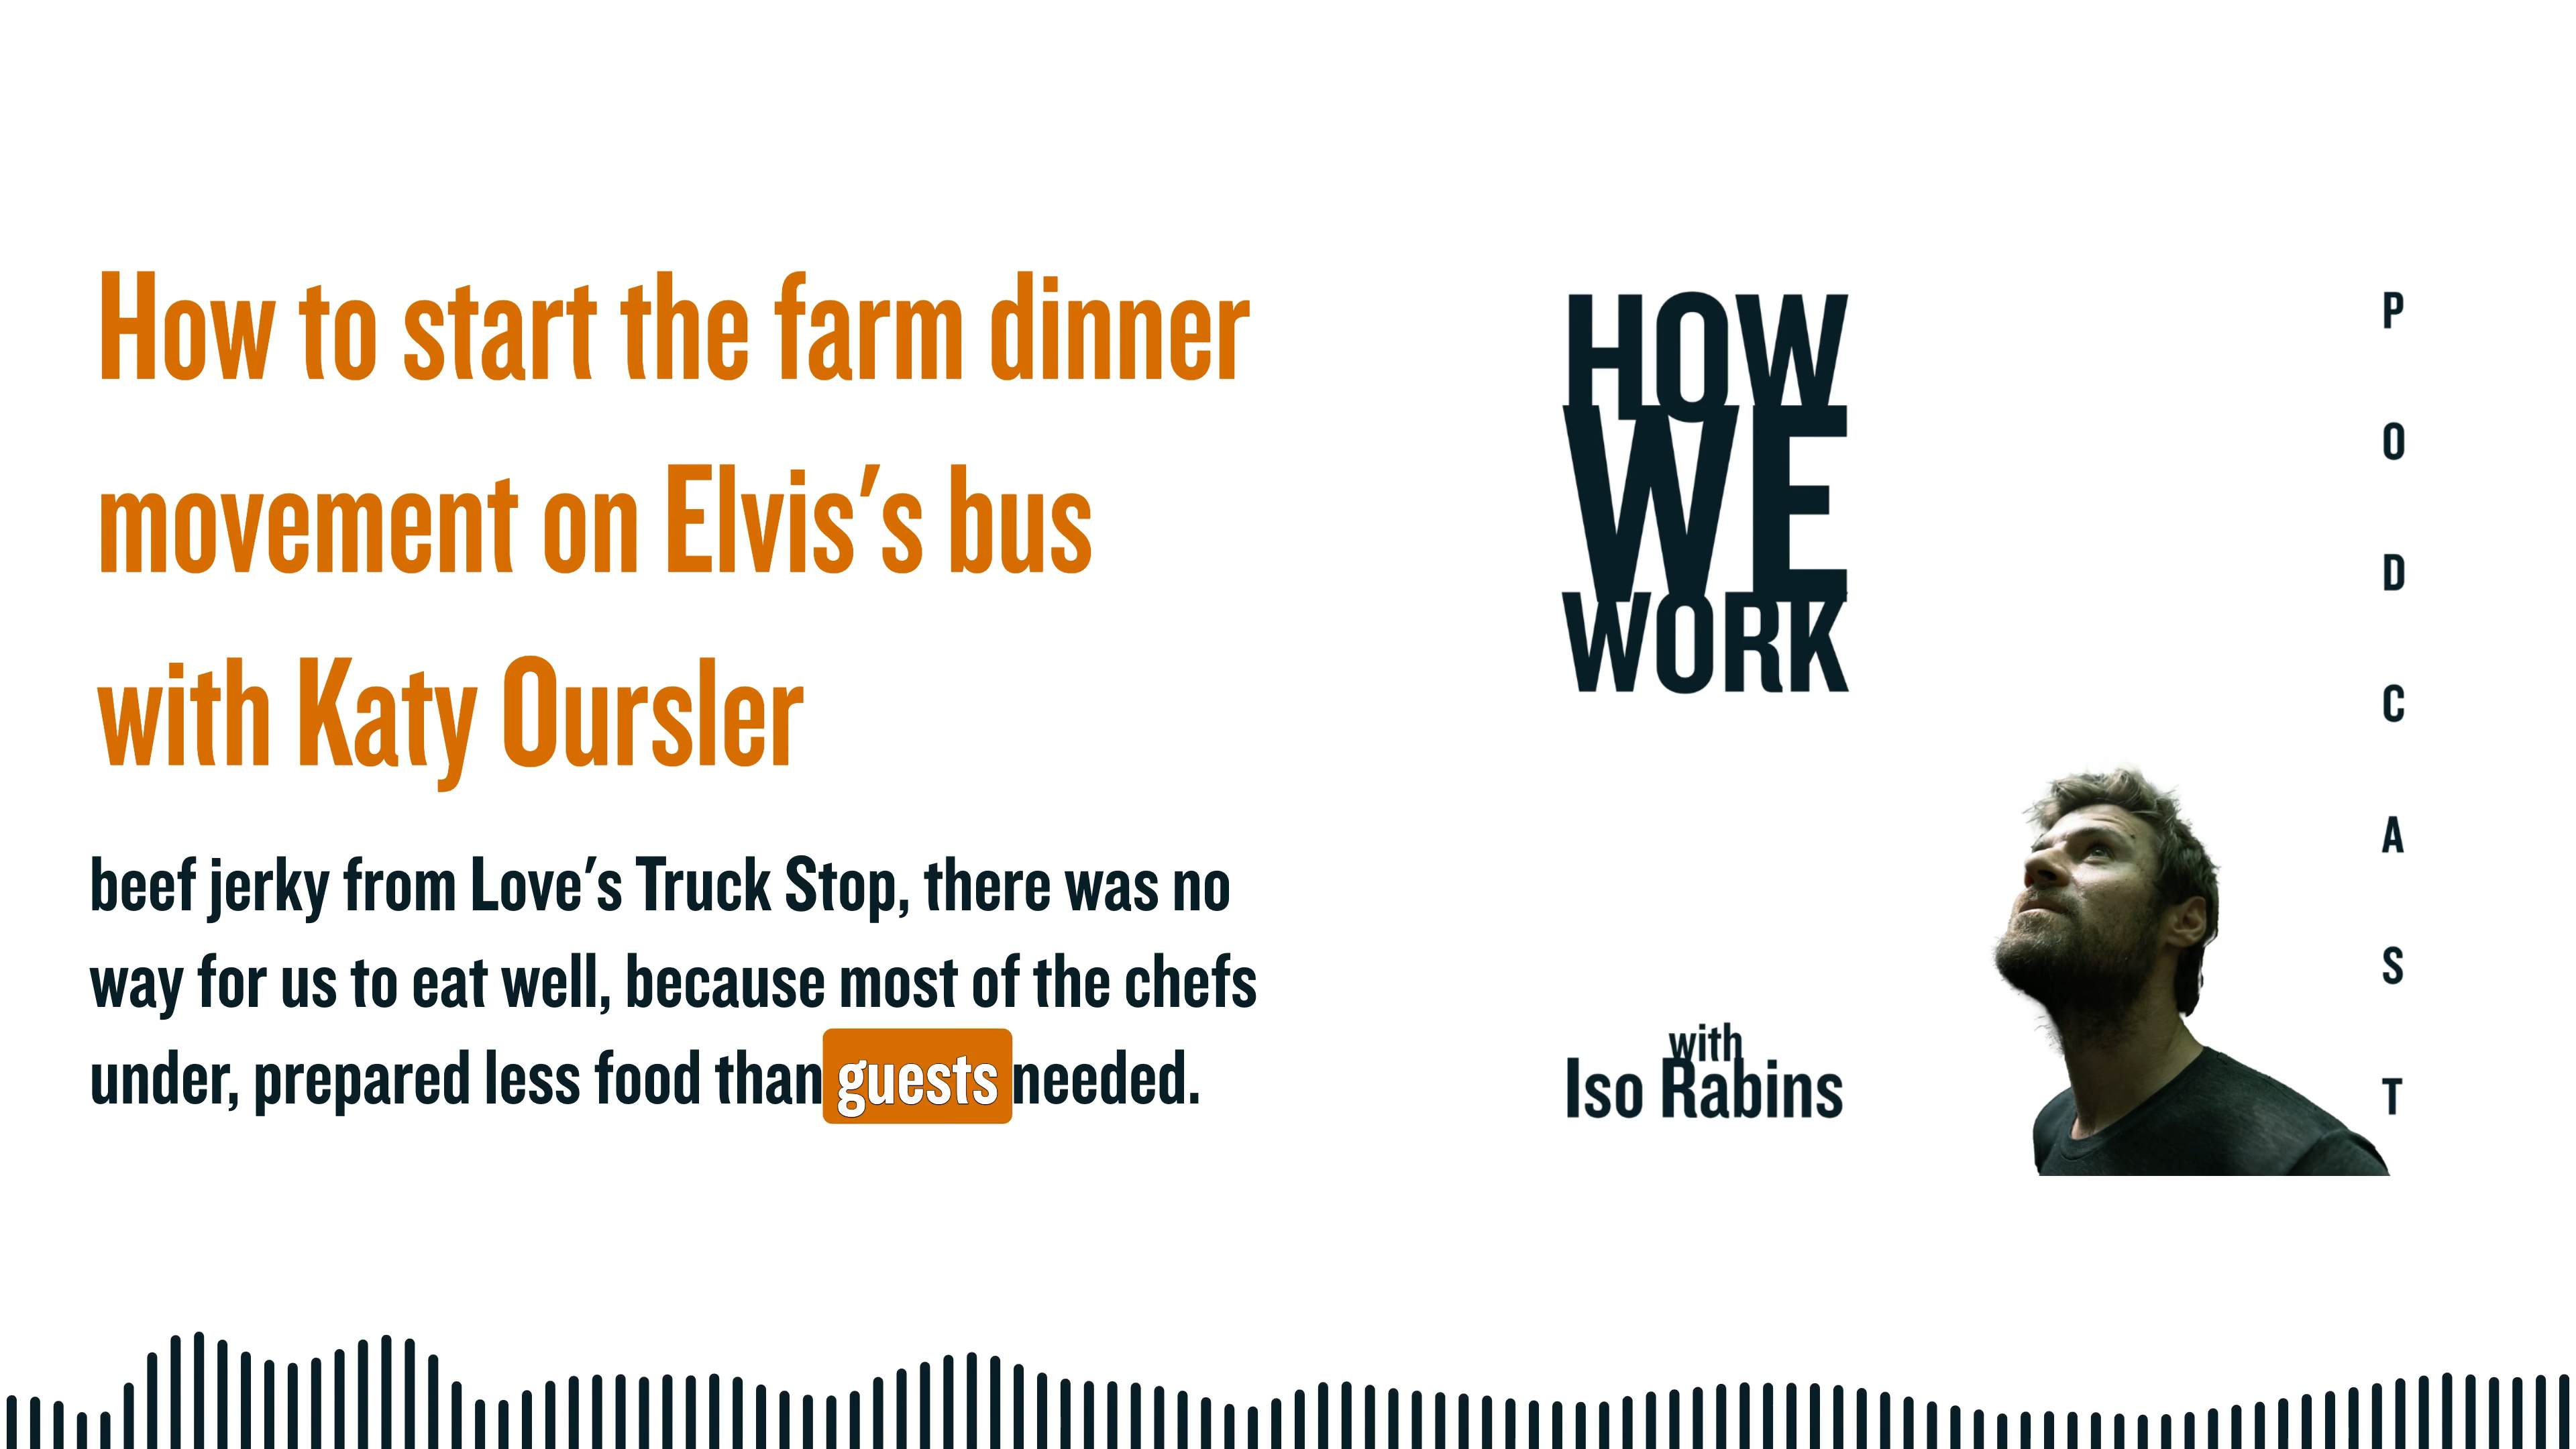 How to start the farm dinner
movement on Elvis's bus
with Katy Oursler
beef jerky from Love's Truck Stop, there was no
way for us to eat well, because most of the chefs
under, prepared less food than guests needed.
HOW
WE
WORK
with
Iso Rabins
PODCAST